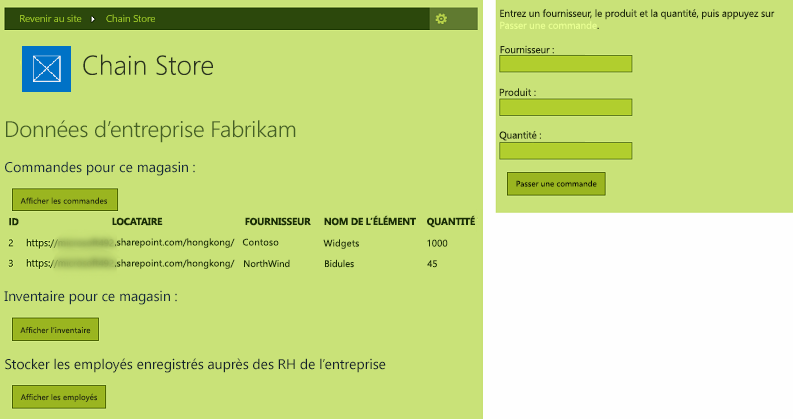 Revenir au site Chain Store
Chain Store
Données d'entreprise Fabrikam
Commandes pour ce magasin :
Afficher les commandes
ID LOCATAIRE FOURNISSEUR NOM DE L'ÉLÉMENT QUANTITÉ
2 https:// .sharepoint.com/hongkong/ Contoso Widgets 1000
3 https:// .sharepoint.com/hongkong/ NorthWind Bidules 45
Inventaire pour ce magasin :
Afficher l'inventaire
Stocker les employés enregistrés auprès des RH de l'entreprise
Afficher les employés
Entrez un fournisseur, le produit et la quantité, puis appuyez sur
Passer une commande.
Fournisseur :
Produit :
Quantité :
Passer une commande